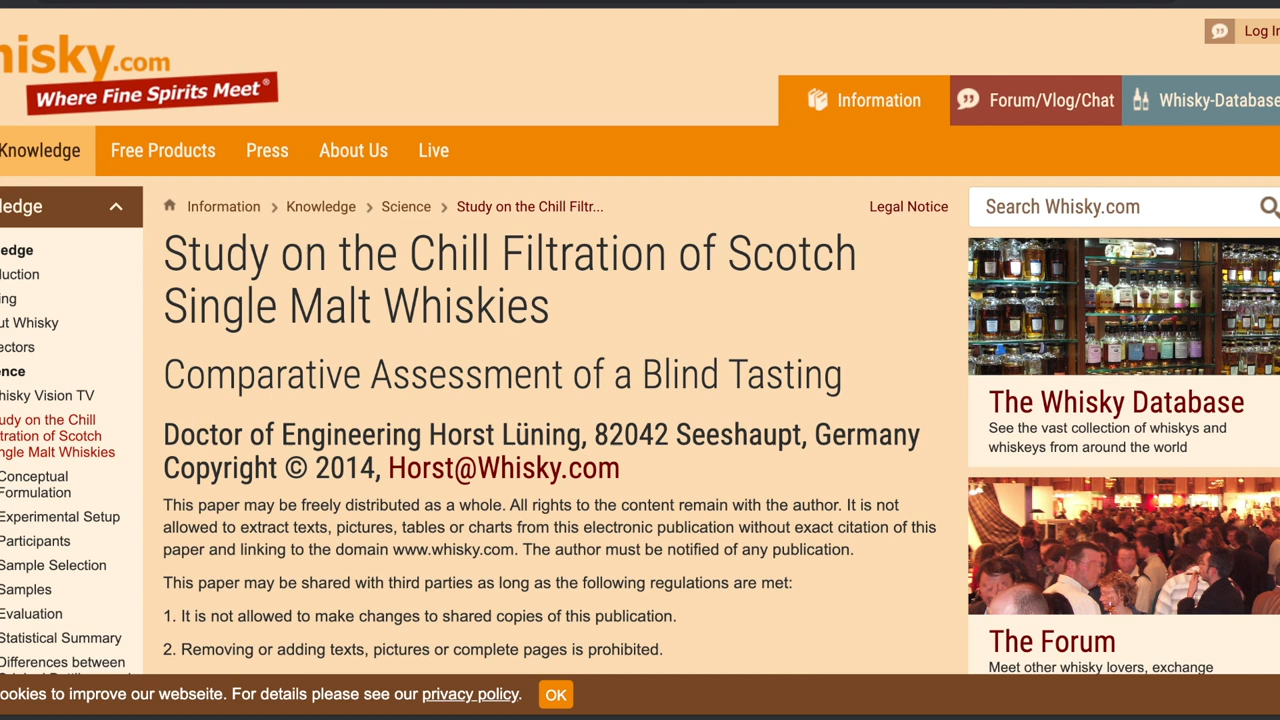 hisky.com
Where Fine Spirits Meet®
Log In
Information
Forum/Vlog/Chat
Whisky-Database
Knowledge
Free Products
Press
About Us
Live
ledge
Information > Knowledge > Science > Study on the Chill Filtr...
Legal Notice
Search Whisky.com
ledge
duction
ing
ut Whisky
ectors
ence
hisky Vision TV
udy on the Chill
tration of Scotch
ngle Malt Whiskies
Conceptual
Formulation
Experimental Setup
Participants
Sample Selection
Samples
Evaluation
Statistical Summary
Differences between
Study on the Chill Filtration of Scotch
Single Malt Whiskies
Comparative Assessment of a Blind Tasting
Doctor of Engineering Horst Lüning, 82042 Seeshaupt, Germany
Copyright © 2014, Horst@Whisky.com
This paper may be freely distributed as a whole. All rights to the content remain with the author. It is not
allowed to extract texts, pictures, tables or charts from this electronic publication without exact citation of this
paper and linking to the domain www.whisky.com. The author must be notified of any publication.
This paper may be shared with third parties as long as the following regulations are met:
1. It is not allowed to make changes to shared copies of this publication.
2. Removing or adding texts, pictures or complete pages is prohibited.
The Whisky Database
See the vast collection of whiskys and
whiskeys from around the world
The Forum
Meet other whisky lovers, exchange
ookies to improve our webseite. For details please see our privacy policy.
OK